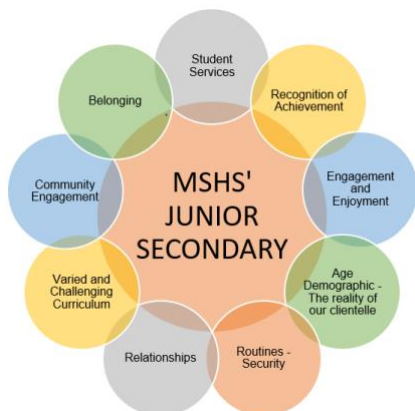 Student
Services
Recognition of
Achievement
Engagement
and
Enjoyment
Age
Demographic -
The reality of
our clientelle
Routines -
Security
Relationships
Varied and
Challenging
Curriculum
Community
Engagement
Belonging
MSHS'
JUNIOR
SECONDARY